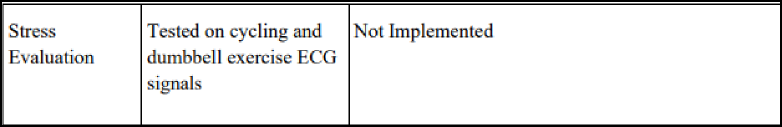 Stress
Evaluation
Tested on cycling and
dumbbell exercise ECG
signals
Not Implemented